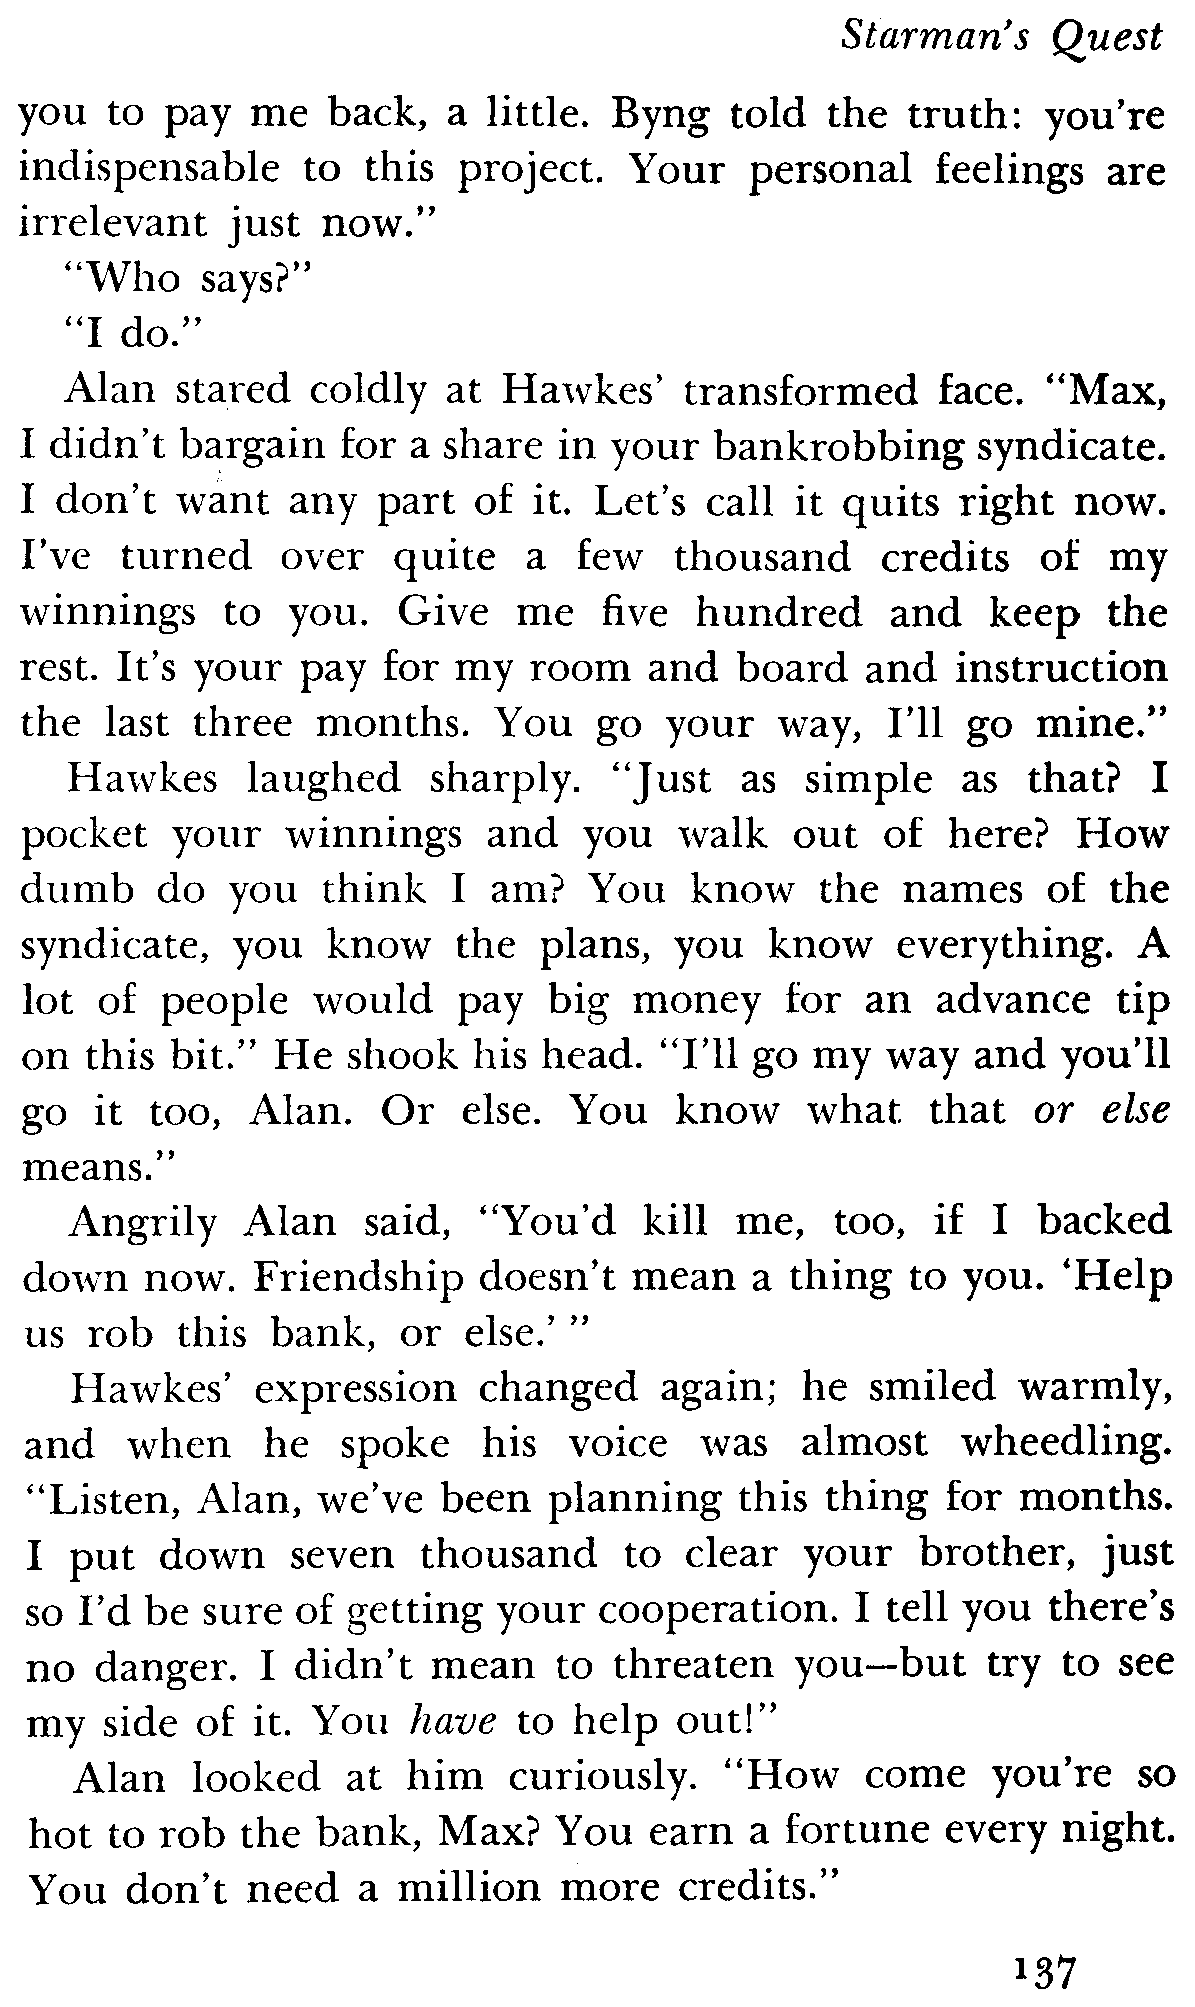 Starman's Quest
you to pay me back, a little. Byng told the truth: you're
indispensable to this project. Your personal feelings are
irrelevant just now."
"Who says?"
"I do."
Alan stared coldly at Hawkes' transformed face. "Max,
I didn't bargain for a share in your bankrobbing syndicate.
I don't want any part of it. Let's call it quits right now.
I've turned over quite a few thousand credits of my
winnings to you. Give me five hundred and keep the
rest. It's your pay for my room and board and instruction
the last three months. You go your way, I'll go mine."
Hawkes laughed sharply. "Just as simple as that? I
pocket your winnings and you walk out of here? How
dumb do you think I am? You know the names of the
syndicate, you know the plans, you know everything. A
lot of people would pay big money for an advance tip
on this bit." He shook his head. "I'll go my way and you'll
go it too, Alan. Or else. You know what that or else
means."
Angrily Alan said, "You'd kill me, too, if I backed
down now. Friendship doesn't mean a thing to you. 'Help
us rob this bank, or else.' "
Hawkes' expression changed again; he smiled warmly,
and when he spoke his voice was almost wheedling.
"Listen, Alan, we've been planning this thing for months.
I put down seven thousand to clear your brother, just
so I'd be sure of getting your cooperation. I tell you there's
no danger. I didn't mean to threaten you—but try to see
my side of it. You have to help out!"
Alan looked at him curiously. "How come you're so
hot to rob the bank, Max? You earn a fortune every night.
You don't need a million more credits."
137